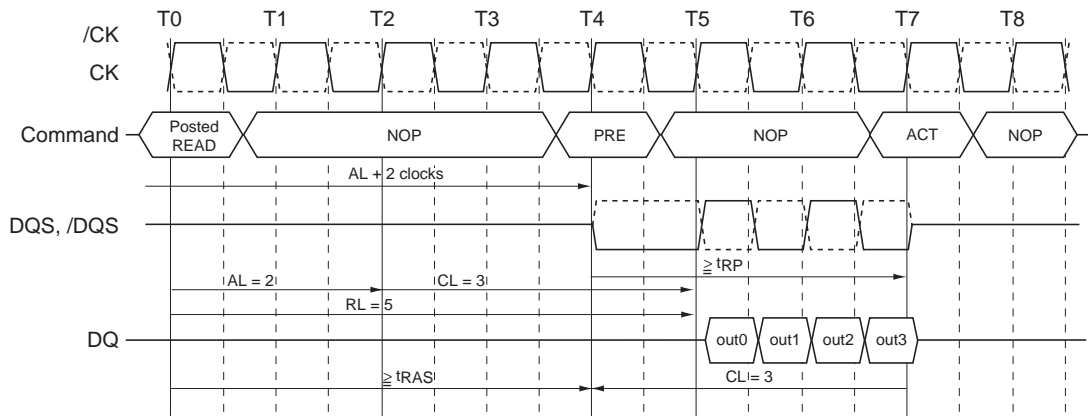 T0 T1 T2 T3 T4 T5 T6 T7 T8
/CK
CK
Command
Posted
READ
NOP
PRE
NOP
ACT
NOP
AL + 2 clocks
DQS, /DQS
≧ tRP
AL = 2
CL = 3
RL = 5
DQ
out0
out1
out2
out3
≧ tRAS
CL = 3